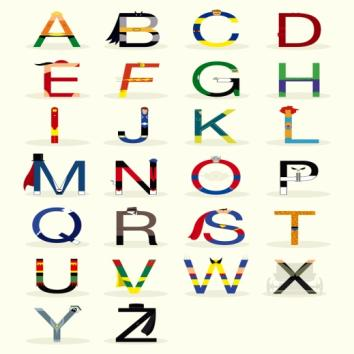 A B C D
E F G H
I J K L
M N O P
Q R S T
U V W X
Y Z